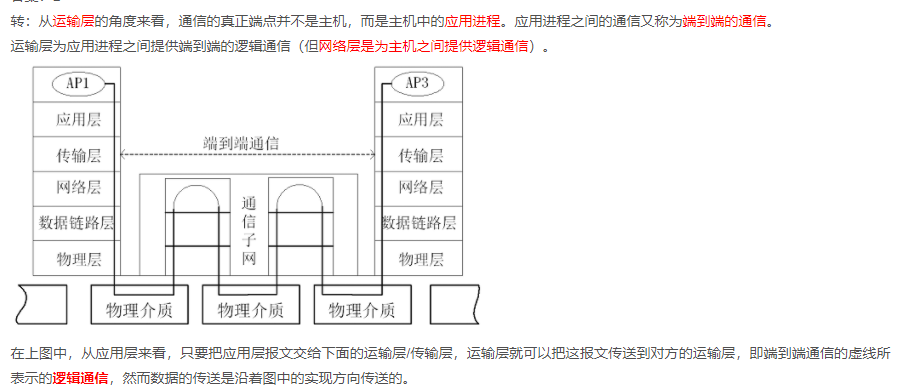 转：从运输层的角度来看，通信的真正端点并不是主机，而是主机中的应用进程。应用进程之间的通信又称为端到端的通信。
运输层为应用进程之间提供端到端的逻辑通信（但网络层是为主机之间提供逻辑通信）。
AP1
AP3
应用层
应用层
端到端通信
传输层
传输层
网络层
网络层
通信子网
数据链路层
数据链路层
物理层
物理层
物理介质
物理介质
物理介质
在上图中，从应用层来看，只要把应用层报文交给下面的运输层/传输层，运输层就可以把这报文传送到对方的运输层，即端到端通信的虚线所
表示的逻辑通信，然而数据的传送是沿着图中的实现方向传送的。